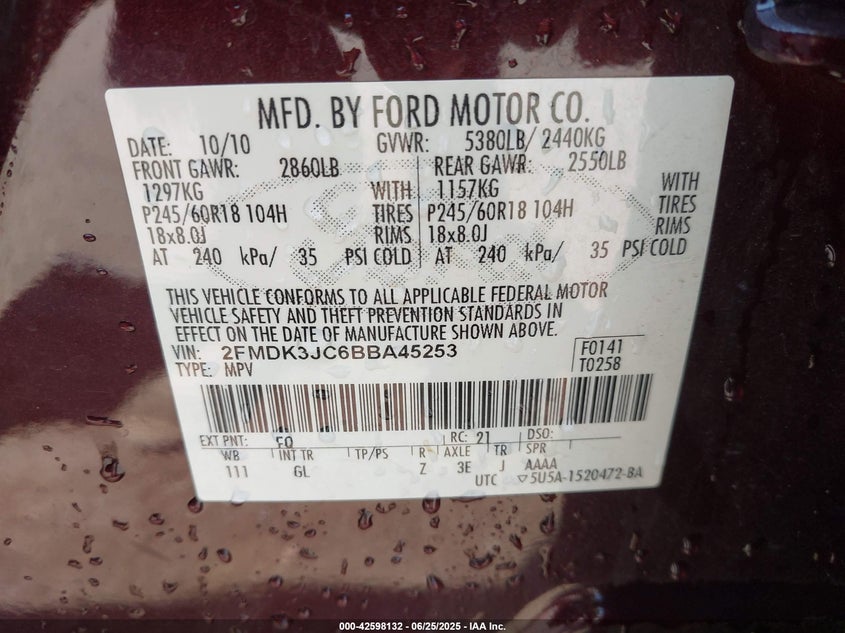 MFD. BY FORD MOTOR CO.
DATE: 10/10 GVWR: 5380LB/ 2440KG
FRONT GAWR: 2860LB REAR GAWR: 2550LB
1297KG WITH 1157KG WITH
P245/60R18 104H TIRES P245/60R18 104H TIRES
18x8.0J RIMS 18x8.0J RIMS
AT 240 kPa/ 35 PSI COLD AT 240 kPa/ 35 PSI COLD
THIS VEHICLE CONFORMS TO ALL APPLICABLE FEDERAL MOTOR
VEHICLE SAFETY AND THEFT PREVENTION STANDARDS IN
EFFECT ON THE DATE OF MANUFACTURE SHOWN ABOVE.
VIN: 2FMDK3JC6BBA45253 F0141
TYPE: MPV T0258
EXT PNT: FQ RC: 21 DSO:
WB INT TR TP/PS R AXLE TR SPR
111 GL Z 3E J AAAA
UTC ▽5U5A-1520472-BA
000-42598132 / 06/25/2025 - IAA Inc.